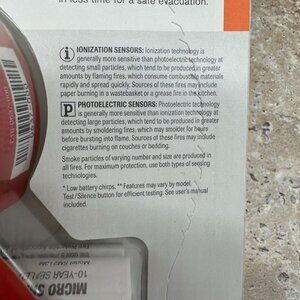 in less time for a safe evacuation.
i IONIZATION SENSORS: Ionization technology is
generally more sensitive than photoelectric technology at
detecting small particles, which tend to be produced in greater
amounts by flaming fires, which consume combustible materials
rapidly and spread quickly. Sources of these fires may include
paper burning in a wastebasket or a grease fire in the kitchen.
P PHOTOELECTRIC SENSORS: Photoelectric technology
is generally more sensitive than ionization technology at
detecting large particles, which tend to be produced in greater
amounts by smoldering fires, which may smolder for hours
before bursting into flame. Sources of these fires may include
cigarettes burning on couches or bedding.
Smoke particles of varying number and size are produced in
all fires. For maximum protection, use both types of sensing
technologies.
* Low battery chirps. ** Features may vary by model.
Test/Silence button for efficient testing. See user's manual
included.
MICRO
10-YEAR SEALED
Model